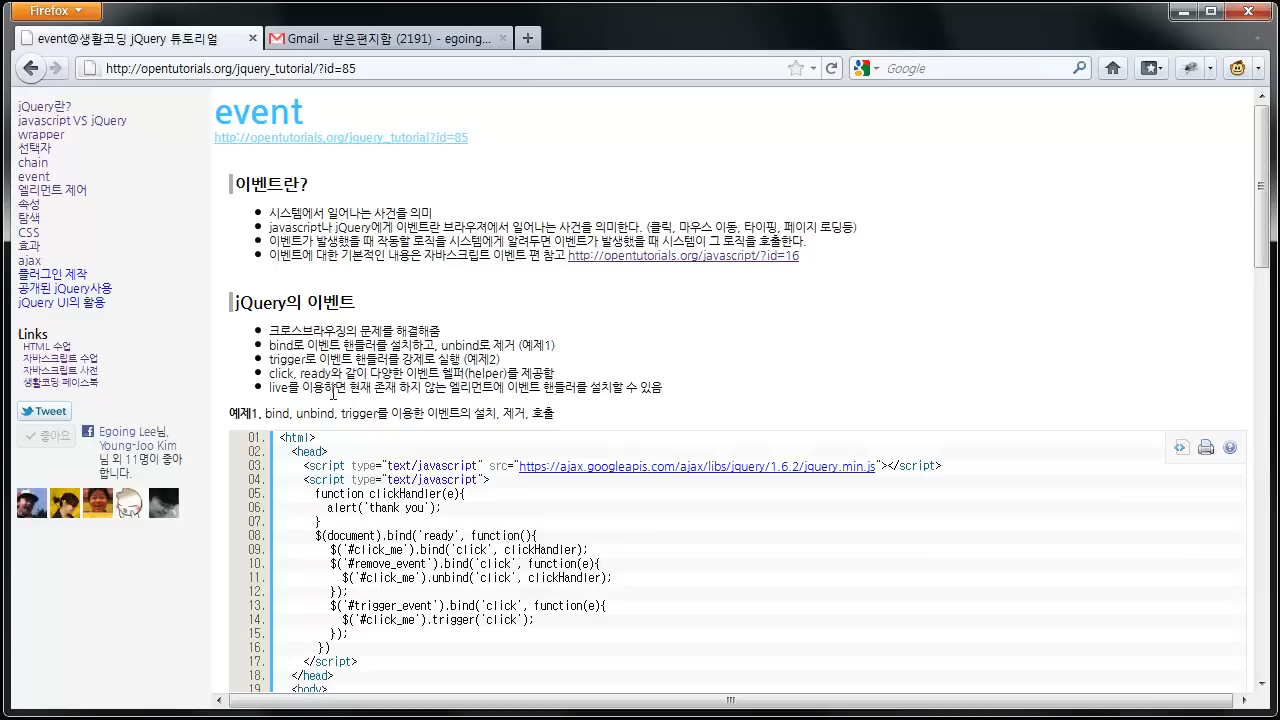 Firefox
event@생활코딩 jQuery 튜토리얼
Gmail - 받은편지함 (2191) - egoing...
http://opentutorials.org/jquery_tutorial/?id=85
Google
jQuery란?
javascript VS jQuery
wrapper
선택자
chain
event
엘리먼트 제어
속성
탐색
CSS
효과
ajax
플러그인 제작
공개된 jQuery사용
jQuery UI의 활용
Links
HTML 수업
자바스크립트 수업
자바스크립트 사전
생활코딩 페이스북
Tweet
좋아요
Egoing Lee님,
Young-Joo Kim
님 외 11명이 좋아
합니다.
event
http://opentutorials.org/jquery_tutorial?id=85
이벤트란?
시스템에서 일어나는 사건을 의미
javascript나 jQuery에게 이벤트란 브라우져에서 일어나는 사건을 의미한다. (클릭, 마우스 이동, 타이핑, 페이지 로딩등)
이벤트가 발생했을 때 작동할 로직을 시스템에게 알려두면 이벤트가 발생했을 때 시스템이 그 로직을 호출한다.
이벤트에 대한 기본적인 내용은 자바스크립트 이벤트 편 참고 http://opentutorials.org/javascript/?id=16
jQuery의 이벤트
크로스브라우징의 문제를 해결해줌
bind로 이벤트 핸들러를 설치하고, unbind로 제거 (예제1)
trigger로 이벤트 핸들러를 강제로 실행 (예제2)
click, ready와 같이 다양한 이벤트 헬퍼(helper)를 제공함
live를 이용하면 현재 존재 하지 않는 엘리먼트에 이벤트 핸들러를 설치할 수 있음
예제1. bind, unbind, trigger를 이용한 이벤트의 설치, 제거, 호출
01. <html>
02. <head>
03. <script type="text/javascript" src="https://ajax.googleapis.com/ajax/libs/jquery/1.6.2/jquery.min.js"></script>
04. <script type="text/javascript">
05. function clickHandler(e){
06. alert('thank you');
07. }
08. $(document).bind('ready', function(){
09. $('#click_me').bind('click', clickHandler);
10. $('#remove_event').bind('click', function(e){
11. $('#click_me').unbind('click', clickHandler);
12. });
13. $('#trigger_event').bind('click', function(e){
14. $('#click_me').trigger('click');
15. });
16. })
17. </script>
18. </head>
19. <body>